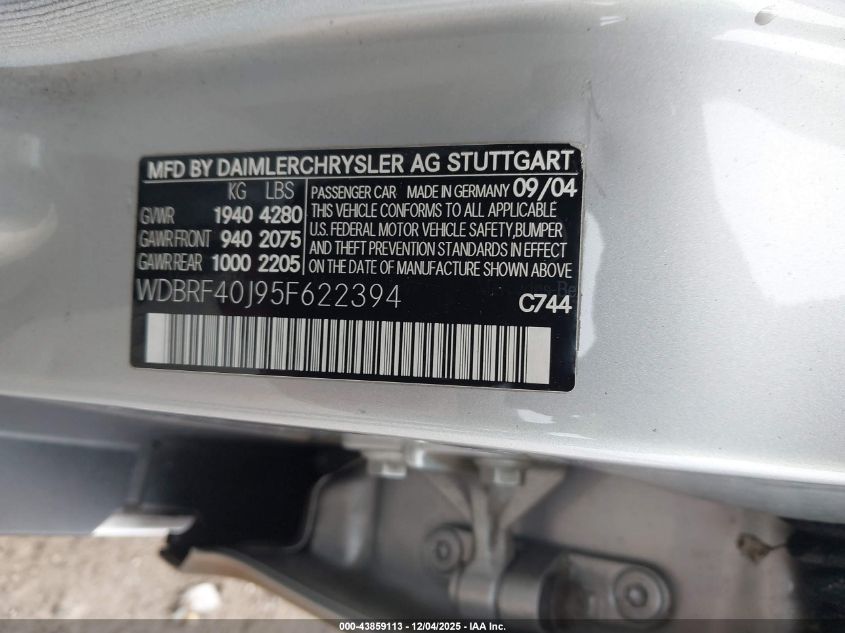 MFD BY DAIMLERCHRYSLER AG STUTTGART
KG LBS
GVWR 1940 4280
GAWR FRONT 940 2075
GAWR REAR 1000 2205
PASSENGER CAR MADE IN GERMANY 09/04
THIS VEHICLE CONFORMS TO ALL APPLICABLE
U.S. FEDERAL MOTOR VEHICLE SAFETY,BUMPER
AND THEFT PREVENTION STANDARDS IN EFFECT
ON THE DATE OF MANUFACTURE SHOWN ABOVE
WDBRF40J95F622394
C744
000-43859113 - 12/04/2025 - IAA Inc.